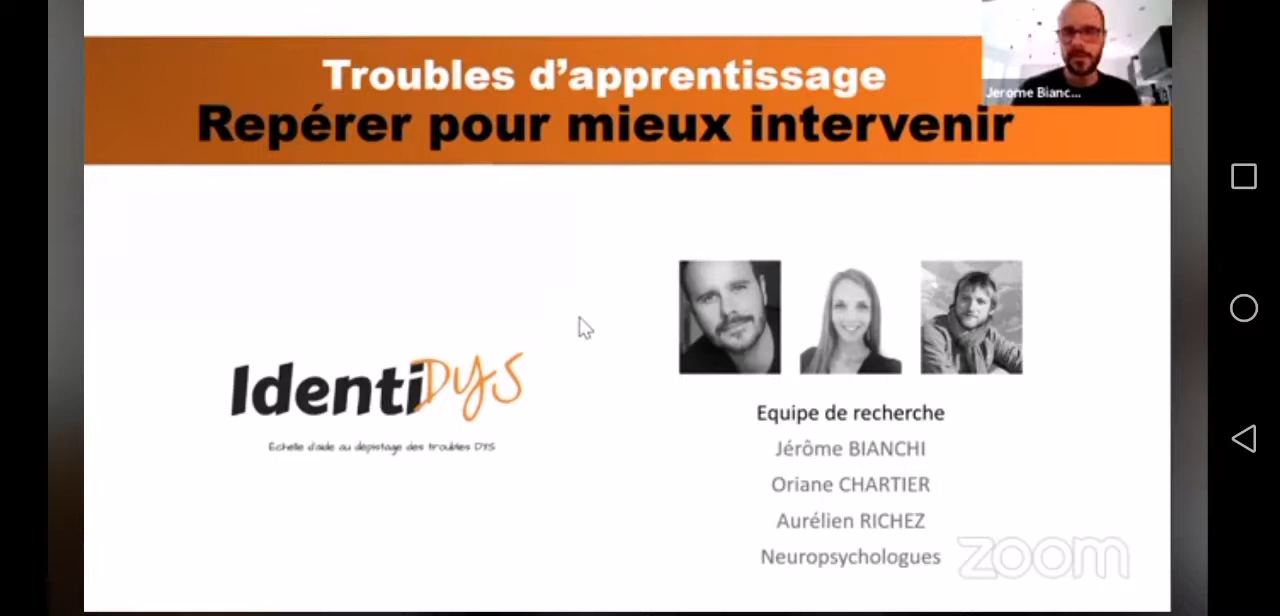 Troubles d'apprentissage
Repérer pour mieux intervenir
Jerome Bianc...
IdentiDYS
Echelle d'aide au dépistage des troubles DYS
Equipe de recherche
Jérôme BIANCHI
Oriane CHARTIER
Aurélien RICHEZ
Neuropsychologues
zoom